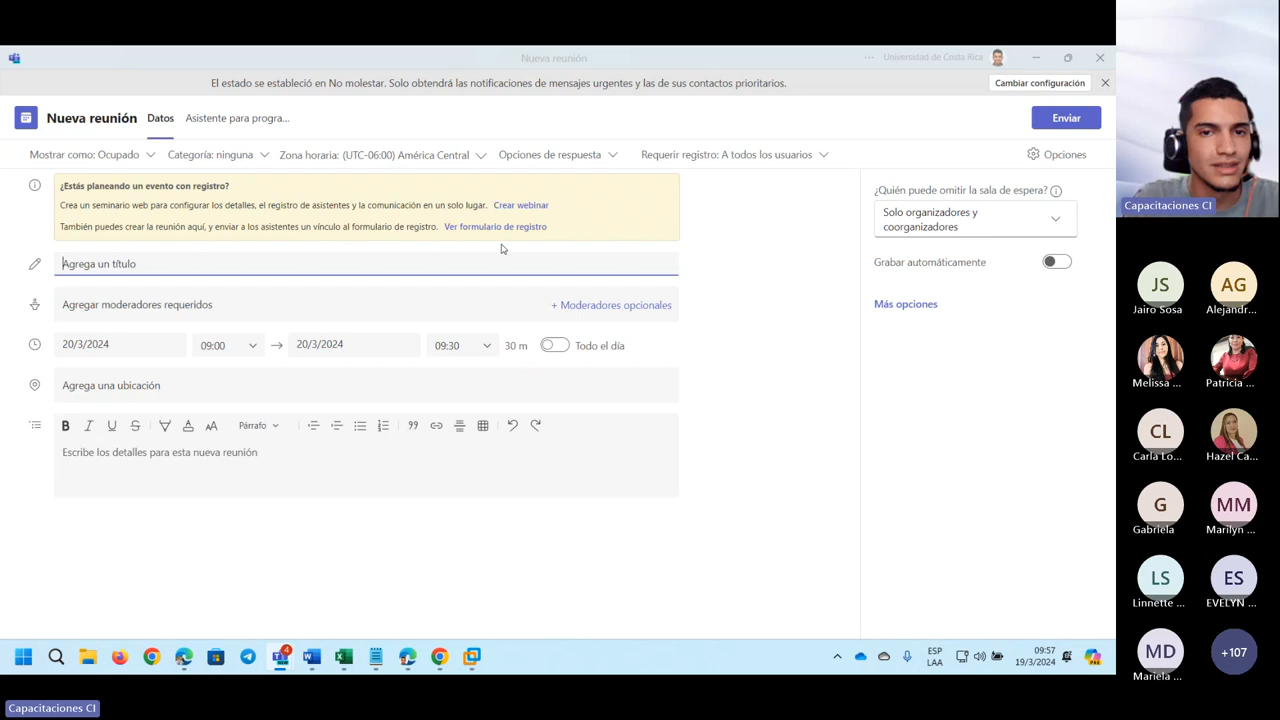 Nueva reunión
Universidad de Costa Rica
El estado se estableció en No molestar. Solo obtendrá las notificaciones de mensajes urgentes y las de sus contactos prioritarios.
Cambiar configuración
Nueva reunión
Datos
Asistente para progra...
Enviar
Mostrar como: Ocupado
Categoría: ninguna
Zona horaria: (UTC-06:00) América Central
Opciones de respuesta
Requerir registro: A todos los usuarios
Opciones
¿Estás planeando un evento con registro?
Crea un seminario web para configurar los detalles, el registro de asistentes y la comunicación en un solo lugar. Crear webinar
También puedes crear la reunión aquí, y enviar a los asistentes un vínculo al formulario de registro. Ver formulario de registro
Agrega un título
Agregar moderadores requeridos
+ Moderadores opcionales
20/3/2024
09:00
20/3/2024
09:30
30 m
Todo el día
Agrega una ubicación
Párrafo
Escribe los detalles para esta nueva reunión
¿Quién puede omitir la sala de espera?
Solo organizadores y
coorganizadores
Grabar automáticamente
Más opciones
4
ESP
LAA
09:57
19/3/2024
Capacitaciones CI
Capacitaciones CI
JS
Jairo Sosa
AG
Alejandr...
Melissa ...
Patricia ...
CL
Carla Lo...
Hazel Ca...
G
Gabriela
MM
Marilyn ...
LS
Linnette ...
ES
EVELYN ...
MD
Mariela ...
+107